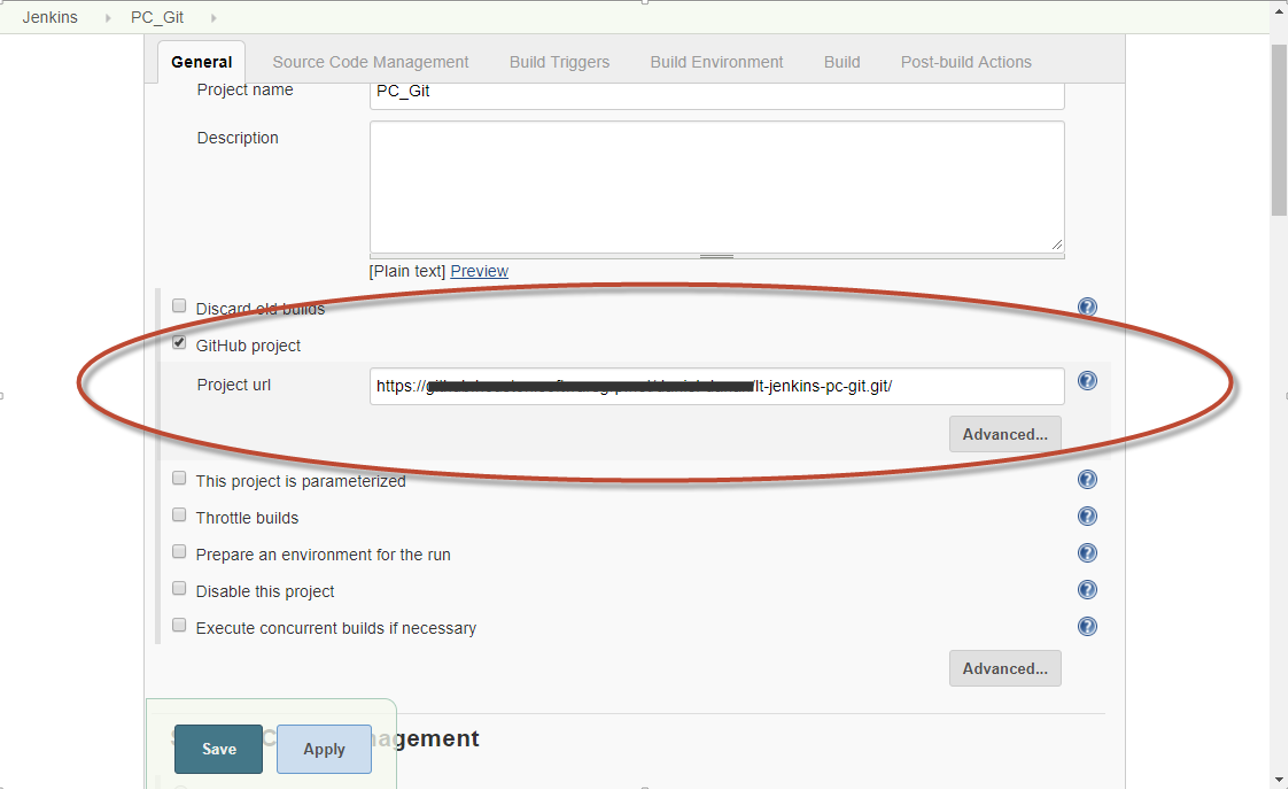 Jenkins PC_Git
General Source Code Management Build Triggers Build Environment Build Post-build Actions
Project name PC_Git
Description
[Plain text] Preview
Discard old builds
GitHub project
Project url https:// /lt-jenkins-pc-git.git/
Advanced...
This project is parameterized
Throttle builds
Prepare an environment for the run
Disable this project
Execute concurrent builds if necessary
Advanced...
Save Apply